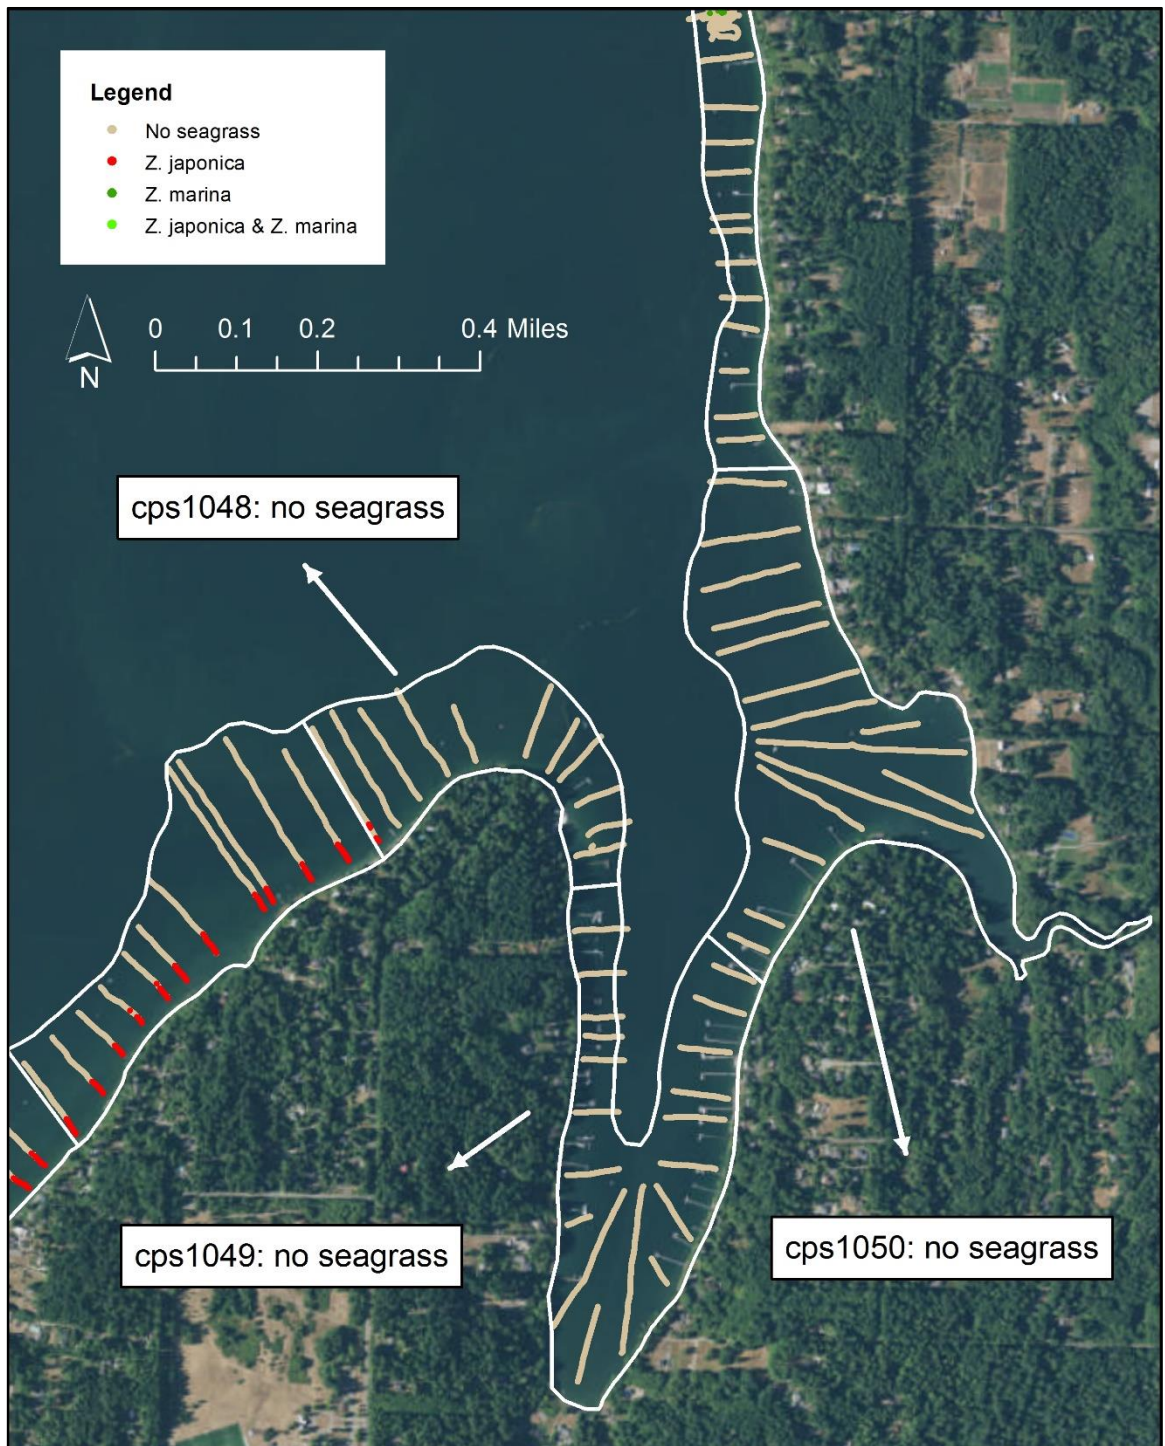 Legend
No seagrass
Z. japonica
Z. marina
Z. japonica & Z. marina
0 0.1 0.2 0.4 Miles
N
cps1048: no seagrass
cps1049: no seagrass
cps1050: no seagrass